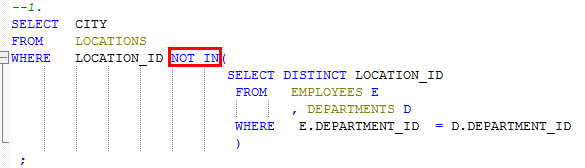 --1.
SELECT CITY
FROM LOCATIONS
WHERE LOCATION_ID NOT IN(
SELECT DISTINCT LOCATION_ID
FROM EMPLOYEES E
, DEPARTMENTS D
WHERE E.DEPARTMENT_ID = D.DEPARTMENT_ID
)
;